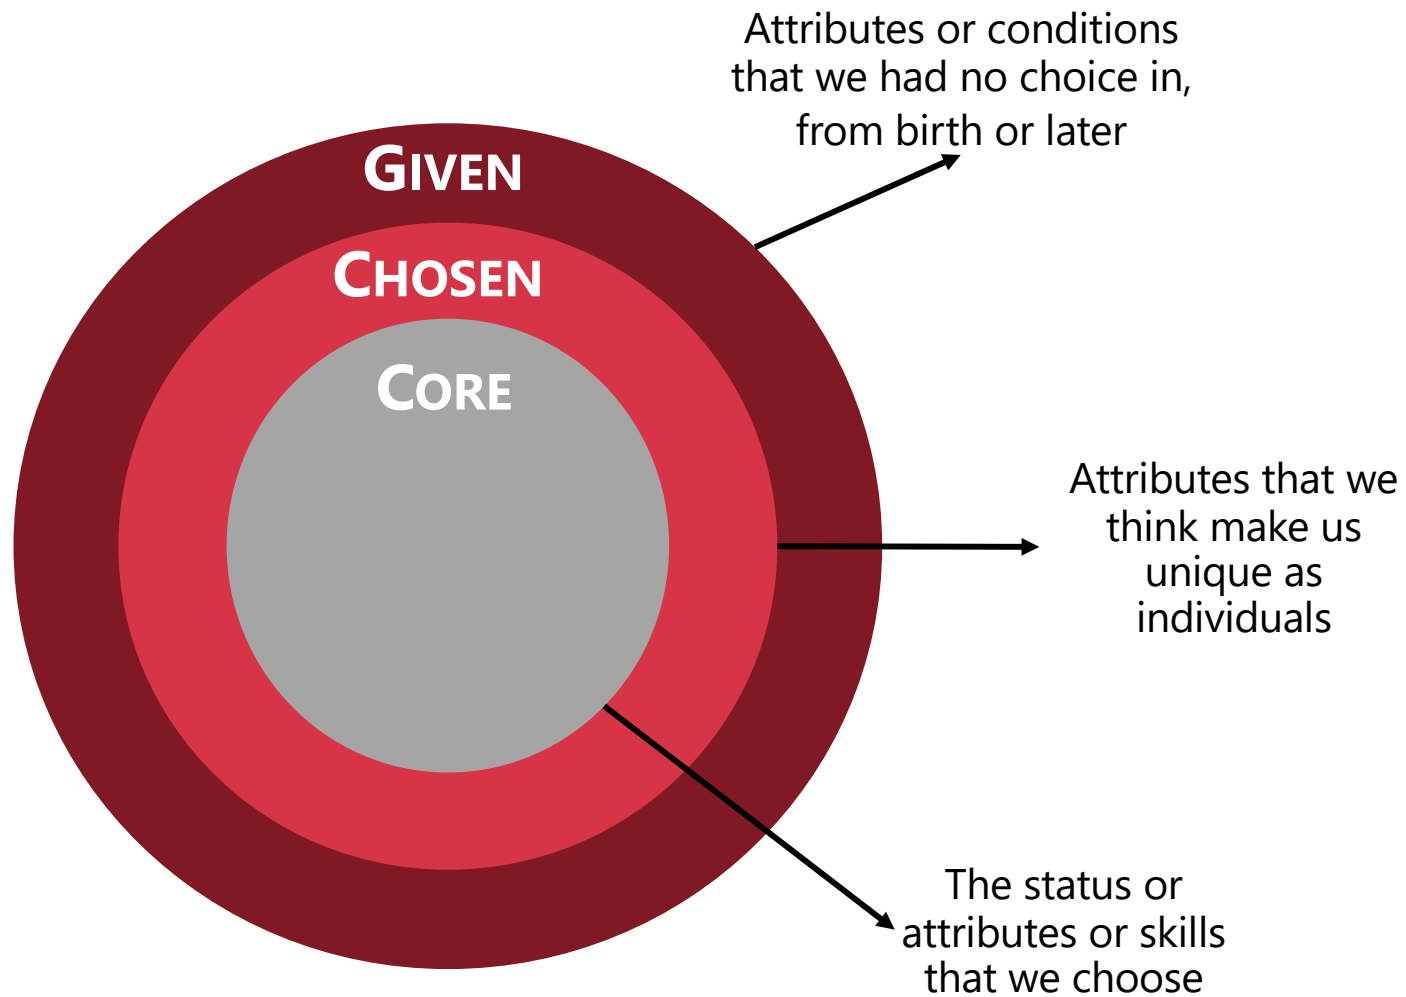 Attributes or conditions
that we had no choice in,
from birth or later
GIVEN
CHOSEN
CORE
Attributes that we
think make us
unique as
individuals
The status or
attributes or skills
that we choose